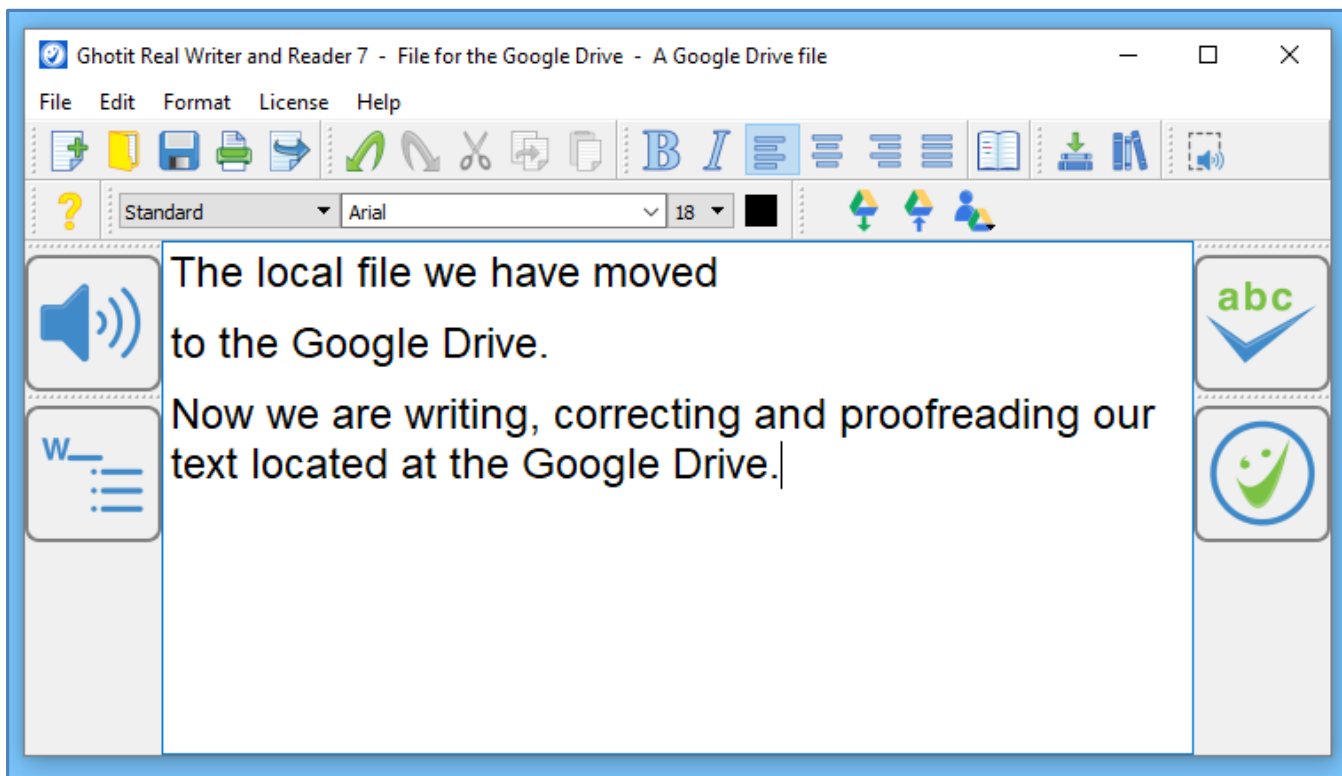 Ghotit Real Writer and Reader 7 - File for the Google Drive - A Google Drive file
File Edit Format License Help
B I
? Standard Arial 18
The local file we have moved
abc
to the Google Drive.
Now we are writing, correcting and proofreading our
W
text located at the Google Drive.